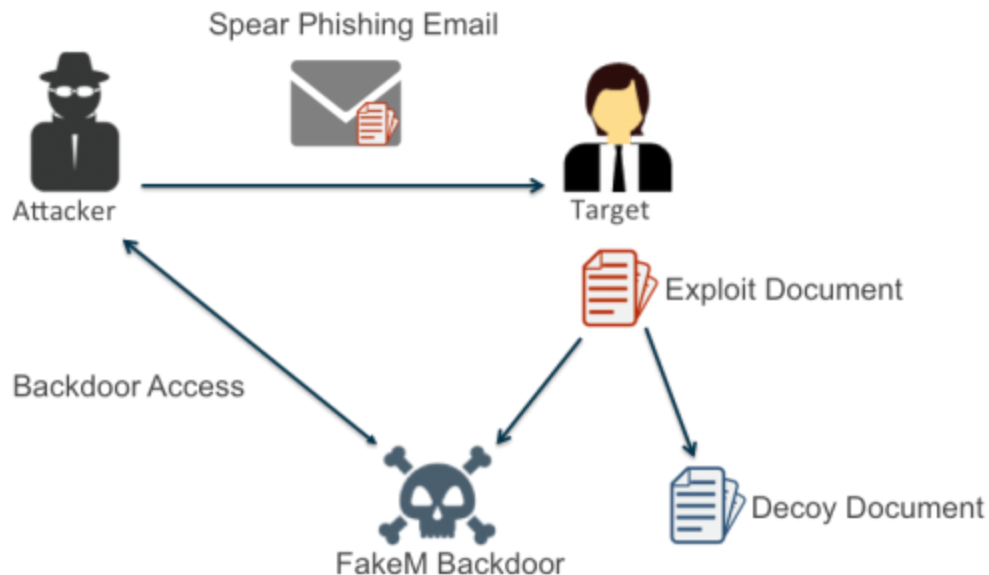 Spear Phishing Email
Attacker
Target
Exploit Document
Backdoor Access
Decoy Document
FakeM Backdoor